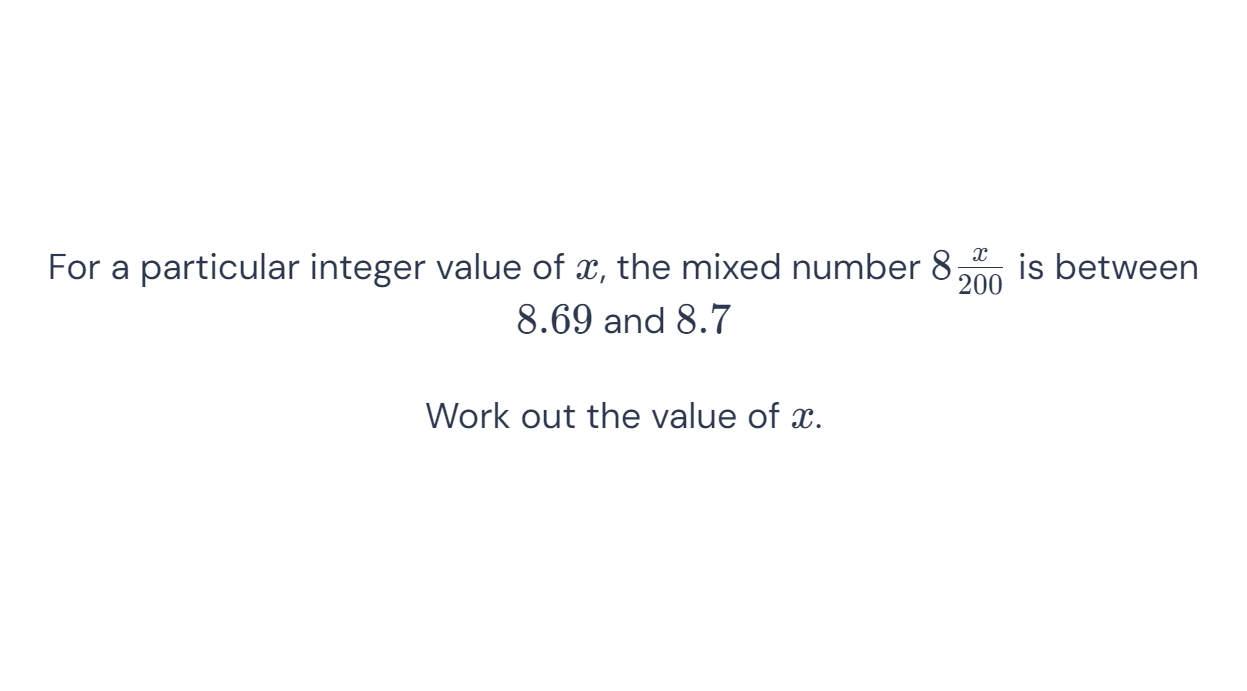 For a particular integer value of $x$, the mixed number $8\frac{x}{200}$ is between
8.69 and 8.7
Work out the value of $x$.